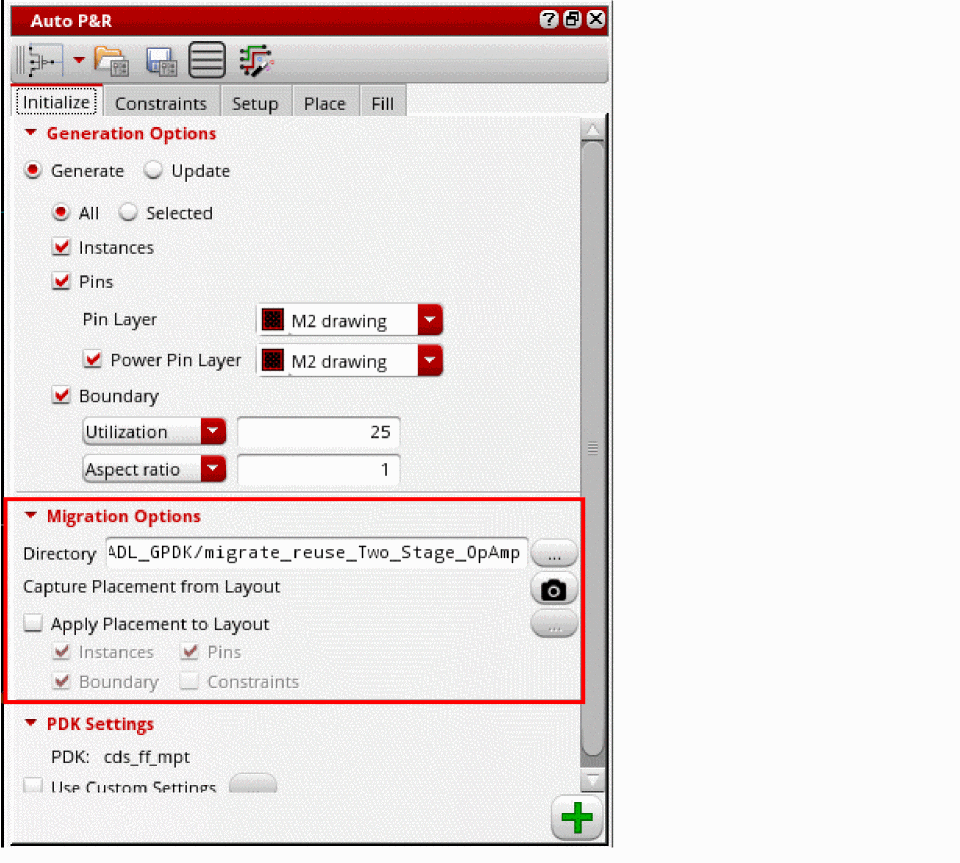 Auto P&R
Initialize Constraints Setup Place Fill
Generation Options
Generate Update
All Selected
Instances
Pins
Pin Layer M2 drawing
Power Pin Layer M2 drawing
Boundary
Utilization 25
Aspect ratio 1
Migration Options
Directory ADL_GPDK/migrate_reuse_Two_Stage_OpAmp ...
Capture Placement from Layout
Apply Placement to Layout ...
Instances Pins
Boundary Constraints
PDK Settings
PDK: cds_ff_mpt
Use Custom Settings ...